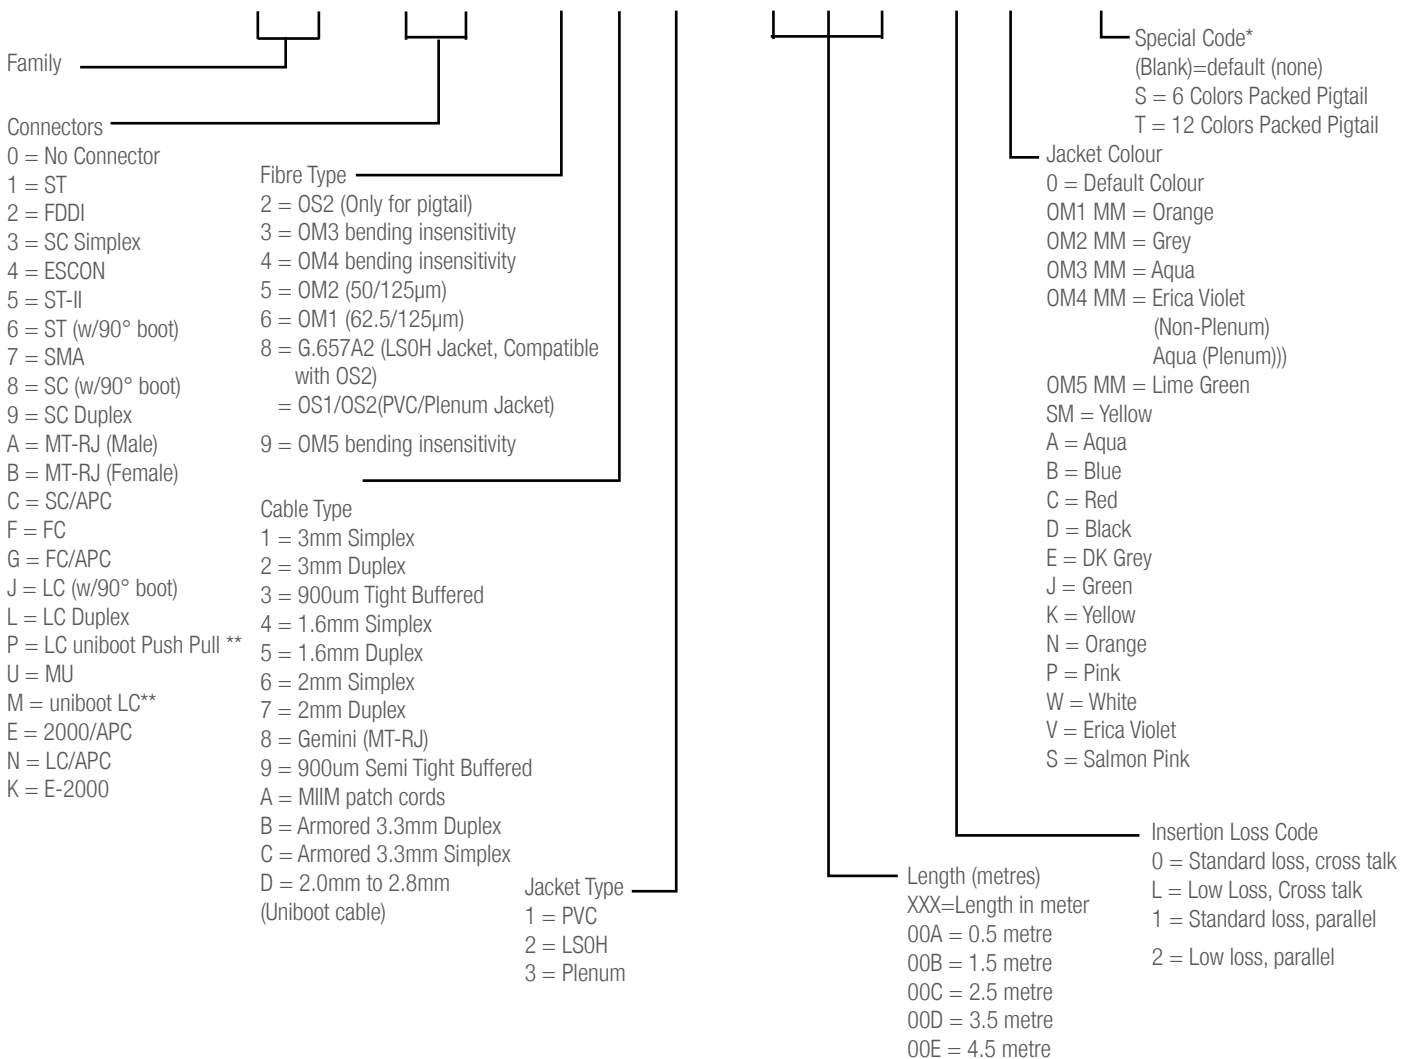 Family
Connectors
0 = No Connector
1 = ST
2 = FDDI
3 = SC Simplex
4 = ESCON
5 = ST-II
6 = ST (w/90° boot)
7 = SMA
8 = SC (w/90° boot)
9 = SC Duplex
A = MT-RJ (Male)
B = MT-RJ (Female)
C = SC/APC
F = FC
G = FC/APC
J = LC (w/90° boot)
L = LC Duplex
P = LC uniboot Push Pull **
U = MU
M = uniboot LC**
E = 2000/APC
N = LC/APC
K = E-2000
Fibre Type
2 = OS2 (Only for pigtail)
3 = OM3 bending insensitivity
4 = OM4 bending insensitivity
5 = OM2 (50/125µm)
6 = OM1 (62.5/125µm)
8 = G.657A2 (LS0H Jacket, Compatible
with OS2)
= OS1/OS2(PVC/Plenum Jacket)
9 = OM5 bending insensitivity
Cable Type
1 = 3mm Simplex
2 = 3mm Duplex
3 = 900um Tight Buffered
4 = 1.6mm Simplex
5 = 1.6mm Duplex
6 = 2mm Simplex
7 = 2mm Duplex
8 = Gemini (MT-RJ)
9 = 900um Semi Tight Buffered
A = MIIM patch cords
B = Armored 3.3mm Duplex
C = Armored 3.3mm Simplex
D = 2.0mm to 2.8mm
(Uniboot cable)
Jacket Type
1 = PVC
2 = LS0H
3 = Plenum
Length (metres)
XXX=Length in meter
00A = 0.5 metre
00B = 1.5 metre
00C = 2.5 metre
00D = 3.5 metre
00E = 4.5 metre
Insertion Loss Code
0 = Standard loss, cross talk
L = Low Loss, Cross talk
1 = Standard loss, parallel
2 = Low loss, parallel
Jacket Colour
0 = Default Colour
OM1 MM = Orange
OM2 MM = Grey
OM3 MM = Aqua
OM4 MM = Erica Violet
(Non-Plenum)
Aqua (Plenum)))
OM5 MM = Lime Green
SM = Yellow
A = Aqua
B = Blue
C = Red
D = Black
E = DK Grey
J = Green
K = Yellow
N = Orange
P = Pink
W = White
V = Erica Violet
S = Salmon Pink
Special Code*
(Blank)=default (none)
S = 6 Colors Packed Pigtail
T = 12 Colors Packed Pigtail